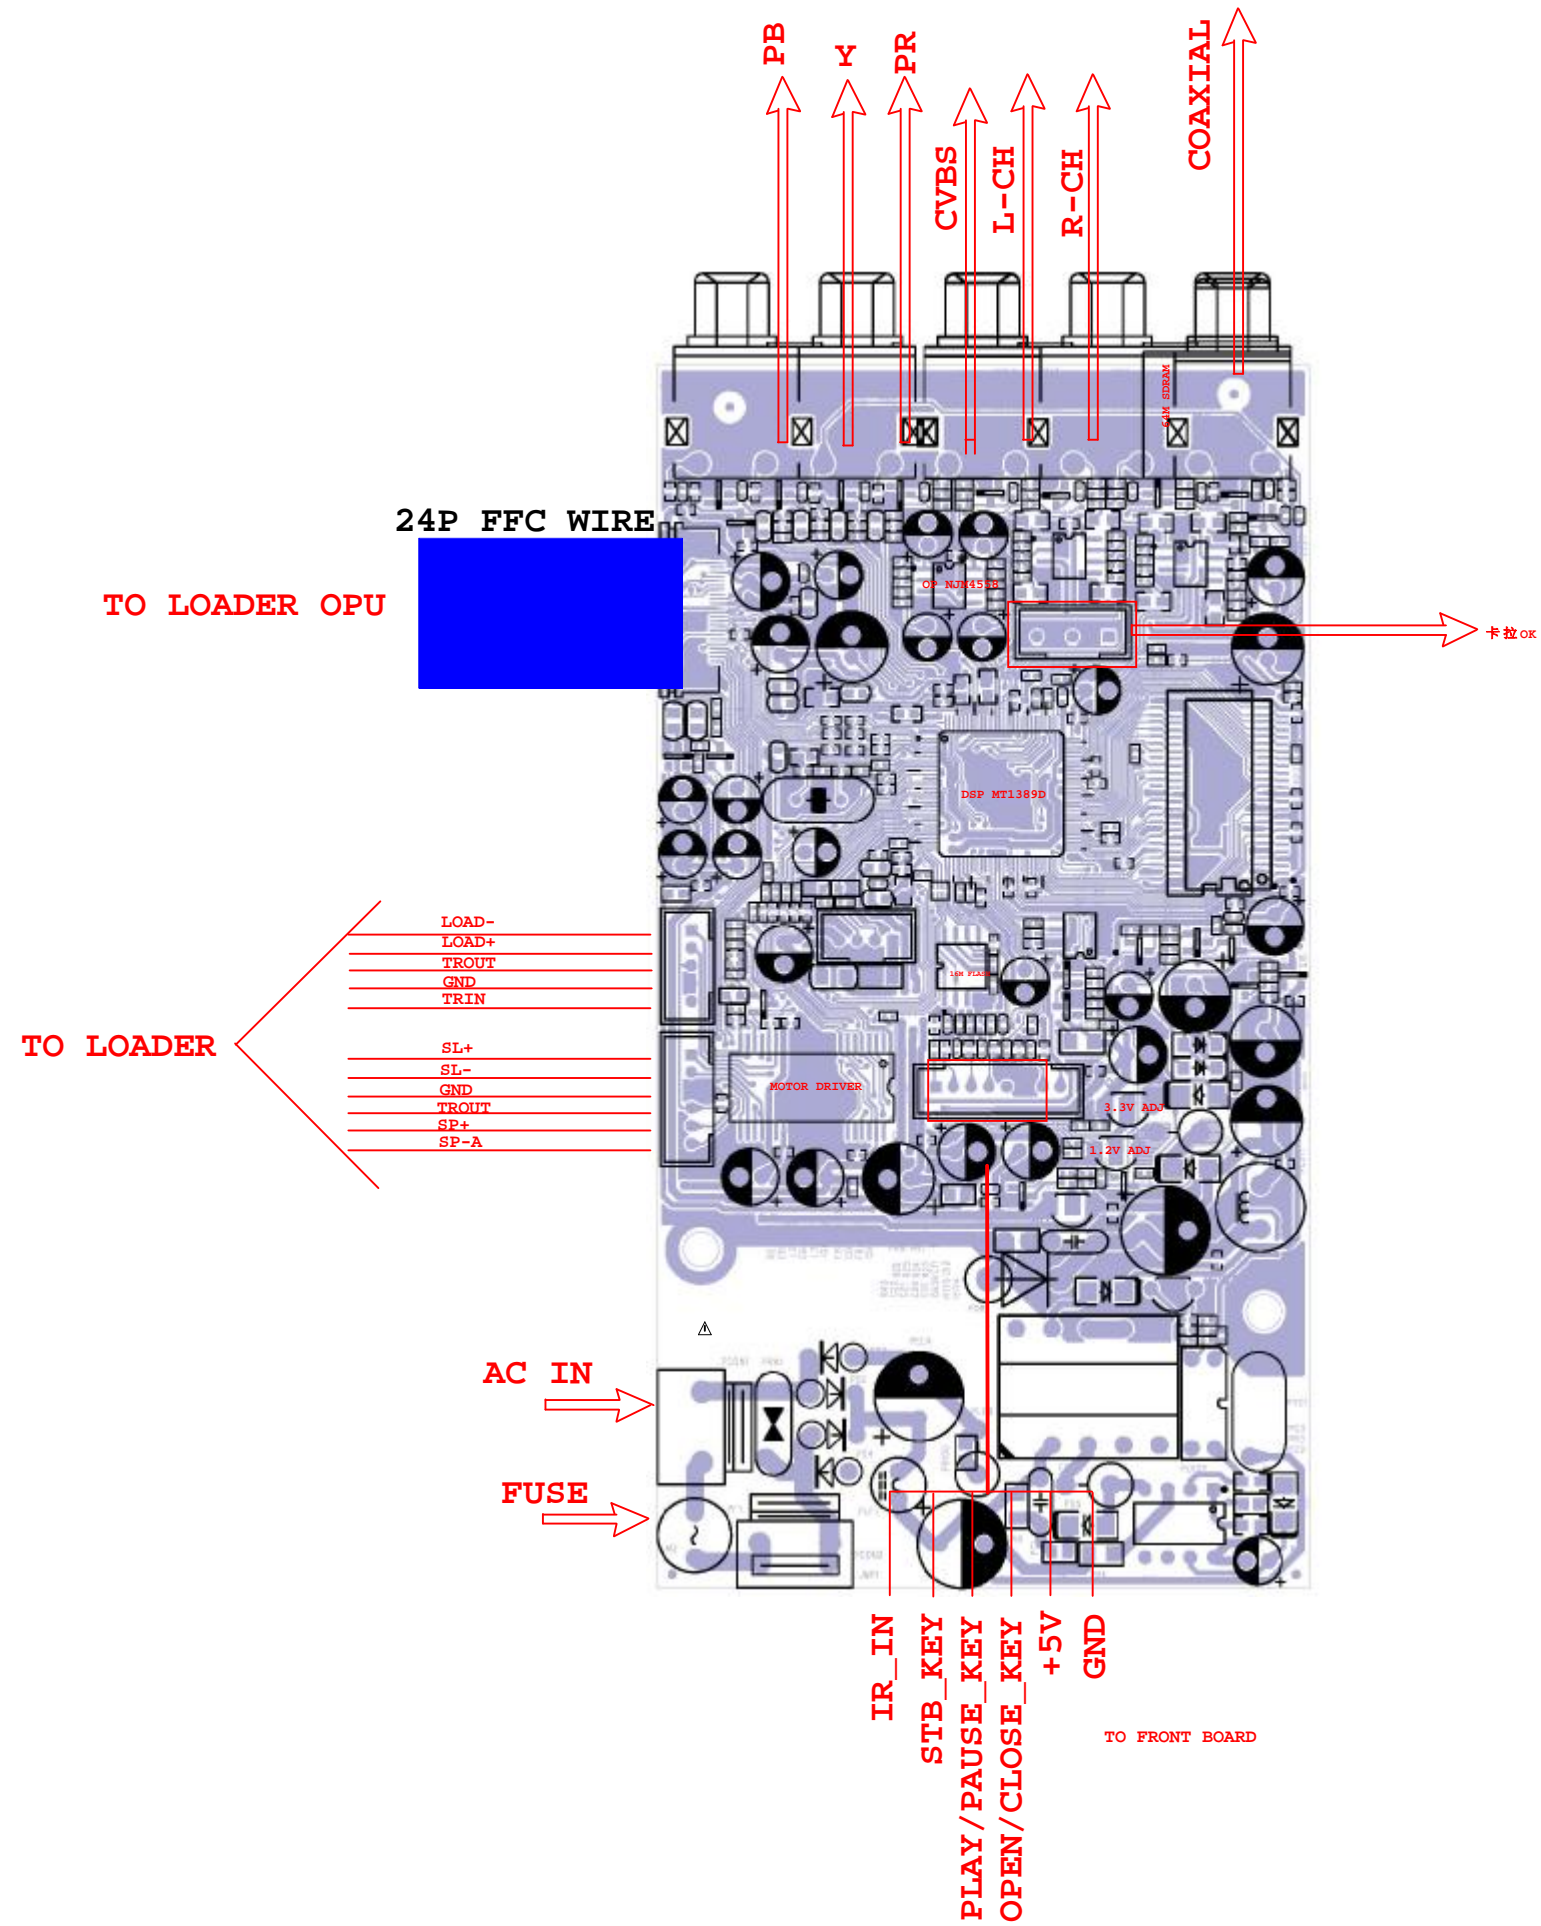 PB
Y
PR
CVBS
L-CH
R-CH
COAXIAL
64M SDRAM
24P FFC WIRE
TO LOADER OPU
OP NJM4558
卡拉OK
DSP MT1389D
LOAD-
LOAD+
TROUT
GND
TRIN
16M FLASH
TO LOADER
SL+
SL-
GND
TROUT
SP+
SP-A
MOTOR DRIVER
3.3V ADJ
1.2V ADJ
AC IN
FUSE
IR_IN
STB_KEY
PLAY/PAUSE_KEY
OPEN/CLOSE_KEY
+5V
GND
TO FRONT BOARD